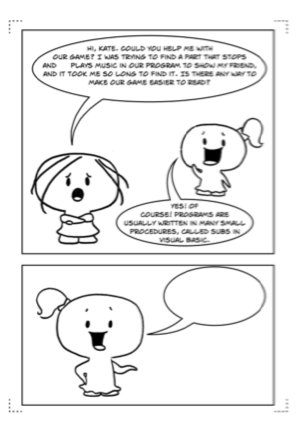 HI, KATE. COULD YOU HELP ME WITH
OUR GAME? I WAS TRYING TO FIND A PART THAT STOPS
AND PLAYS MUSIC IN OUR PROGRAM TO SHOW MY FRIEND,
AND IT TOOK ME SO LONG TO FIND IT. IS THERE ANY WAY TO
MAKE OUR GAME EASIER TO READ?
YES! OF
COURSE! PROGRAMS ARE
USUALLY WRITTEN IN MANY SMALL
PROCEDURES, CALLED SUBS IN
VISUAL BASIC.